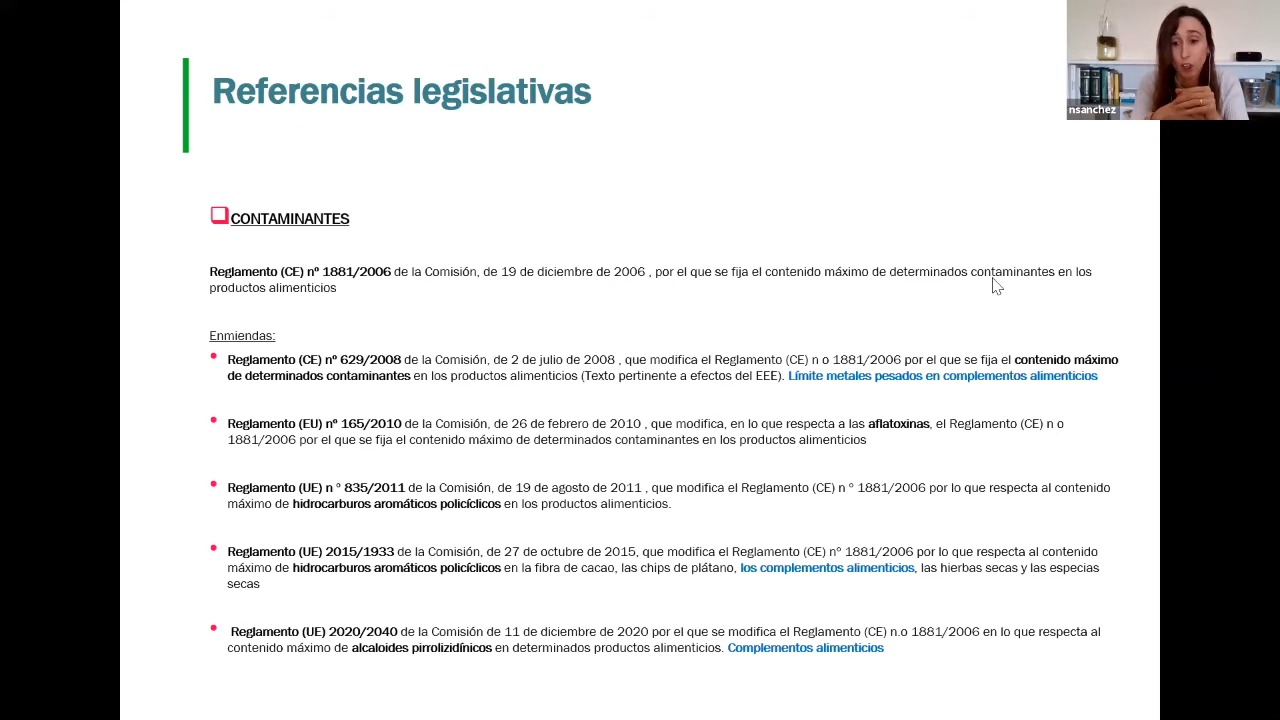 Referencias legislativas
nsanchez
CONTAMINANTES
Reglamento (CE) nº 1881/2006 de la Comisión, de 19 de diciembre de 2006 , por el que se fija el contenido máximo de determinados contaminantes en los
productos alimenticios
Enmiendas:
Reglamento (CE) nº 629/2008 de la Comisión, de 2 de julio de 2008 , que modifica el Reglamento (CE) n o 1881/2006 por el que se fija el contenido máximo
de determinados contaminantes en los productos alimenticios (Texto pertinente a efectos del EEE). Límite metales pesados en complementos alimenticios
Reglamento (EU) nº 165/2010 de la Comisión, de 26 de febrero de 2010 , que modifica, en lo que respecta a las aflatoxinas, el Reglamento (CE) n o
1881/2006 por el que se fija el contenido máximo de determinados contaminantes en los productos alimenticios
Reglamento (UE) n ° 835/2011 de la Comisión, de 19 de agosto de 2011 , que modifica el Reglamento (CE) n ° 1881/2006 por lo que respecta al contenido
máximo de hidrocarburos aromáticos policíclicos en los productos alimenticios.
Reglamento (UE) 2015/1933 de la Comisión, de 27 de octubre de 2015, que modifica el Reglamento (CE) nº 1881/2006 por lo que respecta al contenido
máximo de hidrocarburos aromáticos policíclicos en la fibra de cacao, las chips de plátano, los complementos alimenticios, las hierbas secas y las especias
secas
Reglamento (UE) 2020/2040 de la Comisión de 11 de diciembre de 2020 por el que se modifica el Reglamento (CE) n.o 1881/2006 en lo que respecta al
contenido máximo de alcaloides pirrolizidínicos en determinados productos alimenticios. Complementos alimenticios